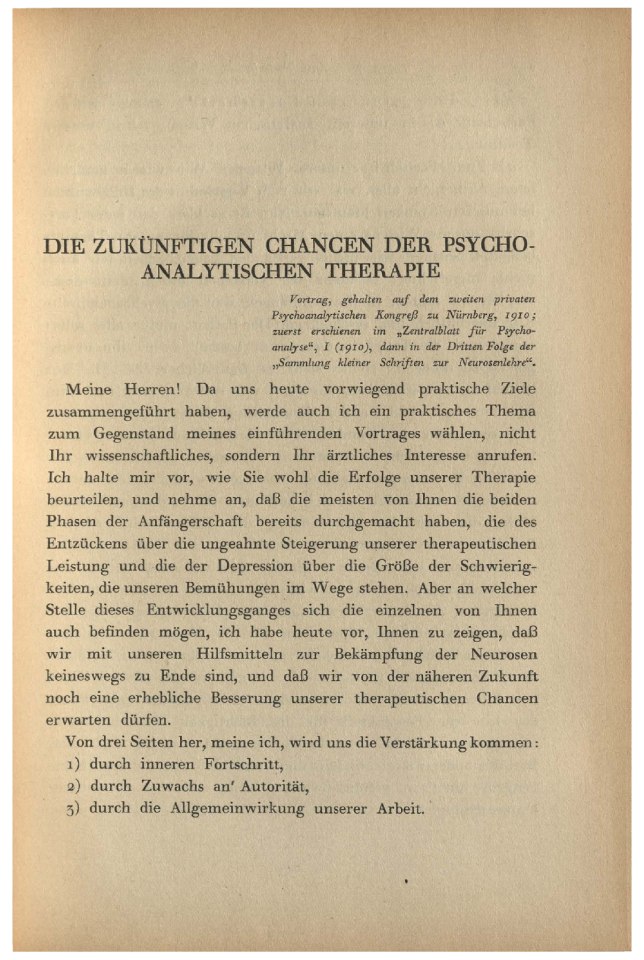 DIE ZUKÜNFTIGEN CHANCEN DER PSYCHO-
ANALYTISCHEN THERAPIE
Vortrag, gehalten auf dem zweiten privaten
Psychoanalytischen Kongreß zu Nürnberg, 1910;
zuerst erschienen im „Zentralblatt für Psycho-
analyse“, I (1910), dann in der Dritten Folge der
„Sammlung kleiner Schriften zur Neurosenlehre“.
Meine Herren! Da uns heute vorwiegend praktische Ziele
zusammengeführt haben, werde auch ich ein praktisches Thema
zum Gegenstand meines einführenden Vortrages wählen, nicht
Ihr wissenschaftliches, sondern Ihr ärztliches Interesse anrufen.
Ich halte mir vor, wie Sie wohl die Erfolge unserer Therapie
beurteilen, und nehme an, daß die meisten von Ihnen die beiden
Phasen der Anfängerschaft bereits durchgemacht haben, die des
Entzückens über die ungeahnte Steigerung unserer therapeutischen
Leistung und die der Depression über die Größe der Schwierig-
keiten, die unseren Bemühungen im Wege stehen. Aber an welcher
Stelle dieses Entwicklungsganges sich die einzelnen von Ihnen
auch befinden mögen, ich habe heute vor, Ihnen zu zeigen, daß
wir mit unseren Hilfsmitteln zur Bekämpfung der Neurosen
keineswegs zu Ende sind, und daß wir von der näheren Zukunft
noch eine erhebliche Besserung unserer therapeutischen Chancen
erwarten dürfen.
Von drei Seiten her, meine ich, wird uns die Verstärkung kommen:
1) durch inneren Fortschritt,
2) durch Zuwachs an' Autorität,
3) durch die Allgemeinwirkung unserer Arbeit.